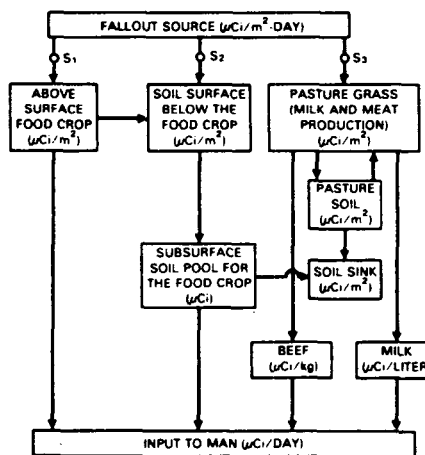 FALLOUT SOURCE (μCi/m²-DAY)
S₁
S₂
S₃
ABOVE
SURFACE
FOOD CROP
(μCi/m²)
SOIL SURFACE
BELOW THE
FOOD CROP
(μCi/m²)
PASTURE GRASS
(MILK AND MEAT
PRODUCTION)
(μCi/m²)
PASTURE
SOIL
(μCi/m²)
SUBSURFACE
SOIL POOL FOR
THE FOOD CROP
(μCi)
SOIL SINK
(μCi/m²)
BEEF
(μCi/kg)
MILK
(μCi/LITER)
INPUT TO MAN (μCi/DAY)